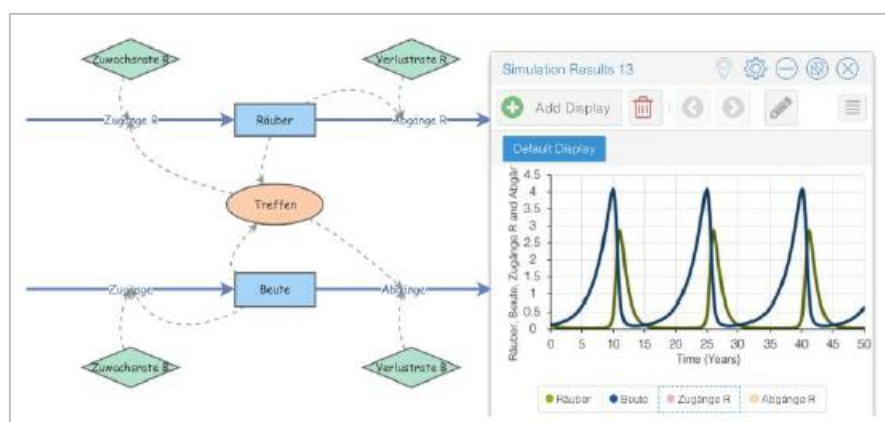 Zuwachsrate R
Verlustrate R
Zugänge R
Räuber
Abgänge R
Treffen
Zugänge
Beute
Abgänge
Zuwachsrate B
Verlustrate B
Simulation Results 13
Add Display
Default Display
Räuber, Beute, Zugänge R and Abgär
4.5
4
3.5
3
2.5
2
1.5
1
0.5
0
0 5 10 15 20 25 30 35 40 45 50
Time (Years)
Räuber Beute Zugänge R Abgänge R